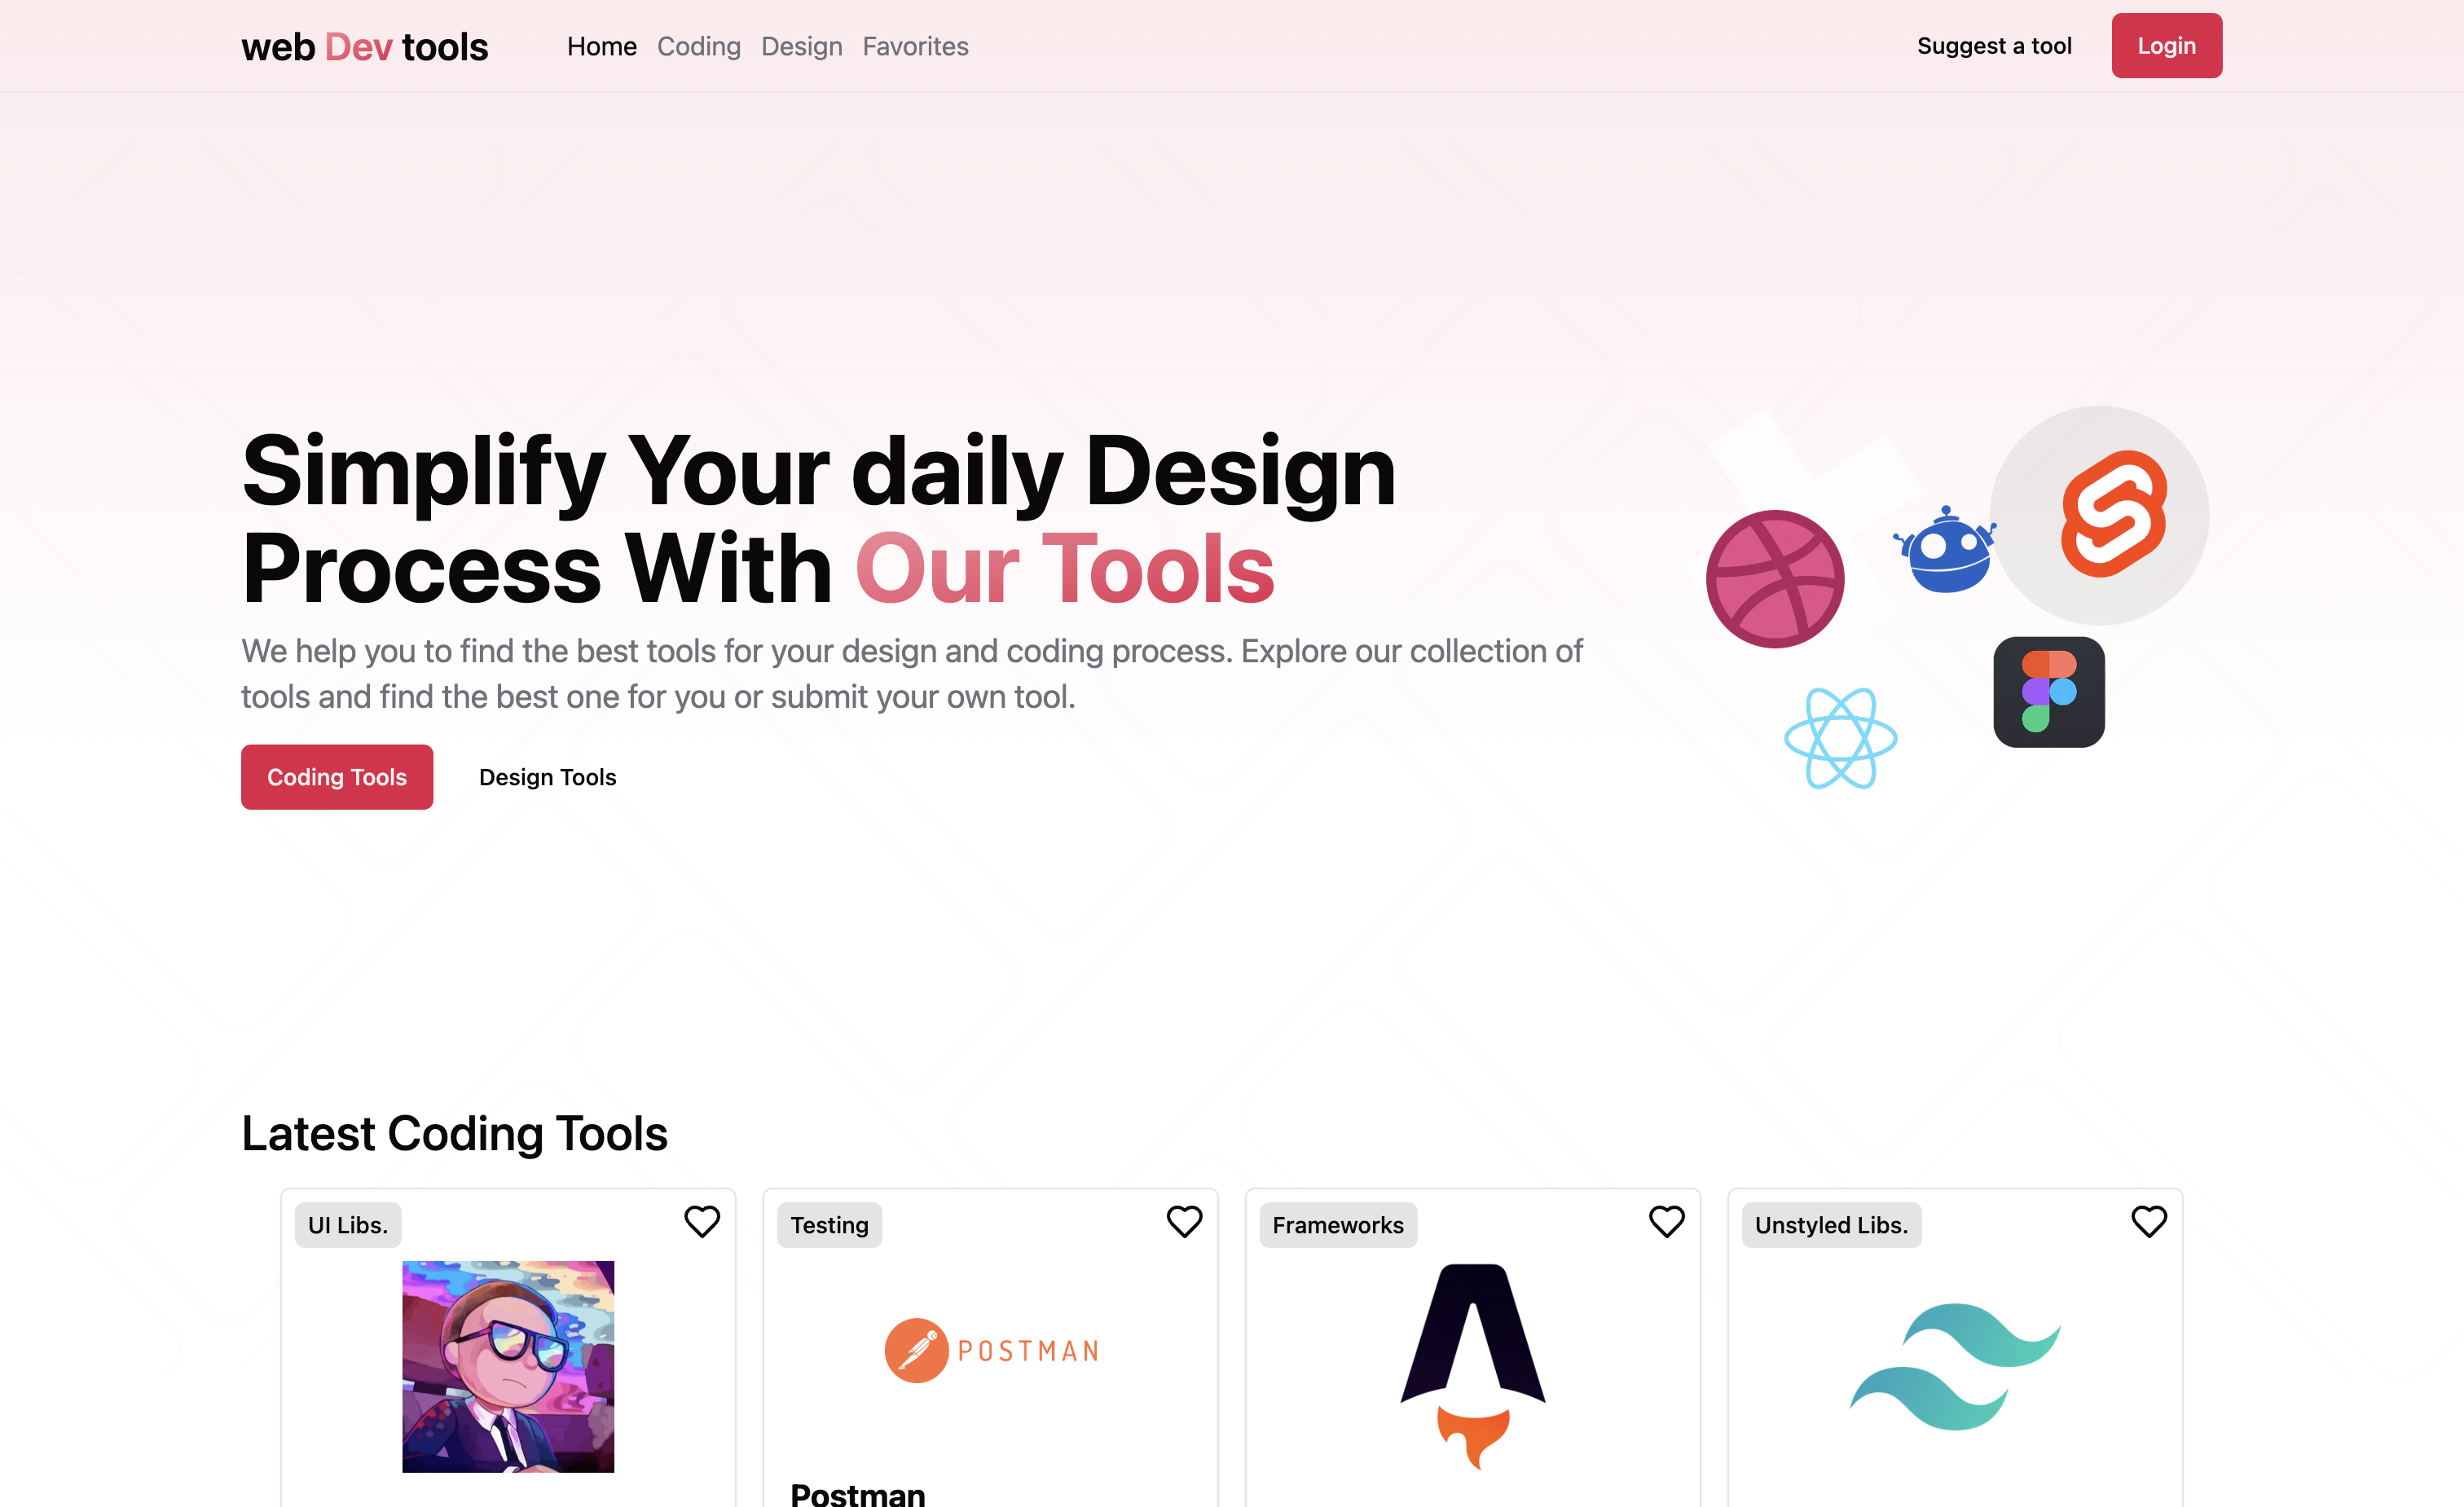 web Dev tools
Home Coding Design Favorites
Suggest a tool
Login
Simplify Your daily Design
Process With Our Tools
We help you to find the best tools for your design and coding process. Explore our collection of
tools and find the best one for you or submit your own tool.
Coding Tools
Design Tools
Latest Coding Tools
UI Libs.
Testing
POSTMAN
Postman
Frameworks
Unstyled Libs.